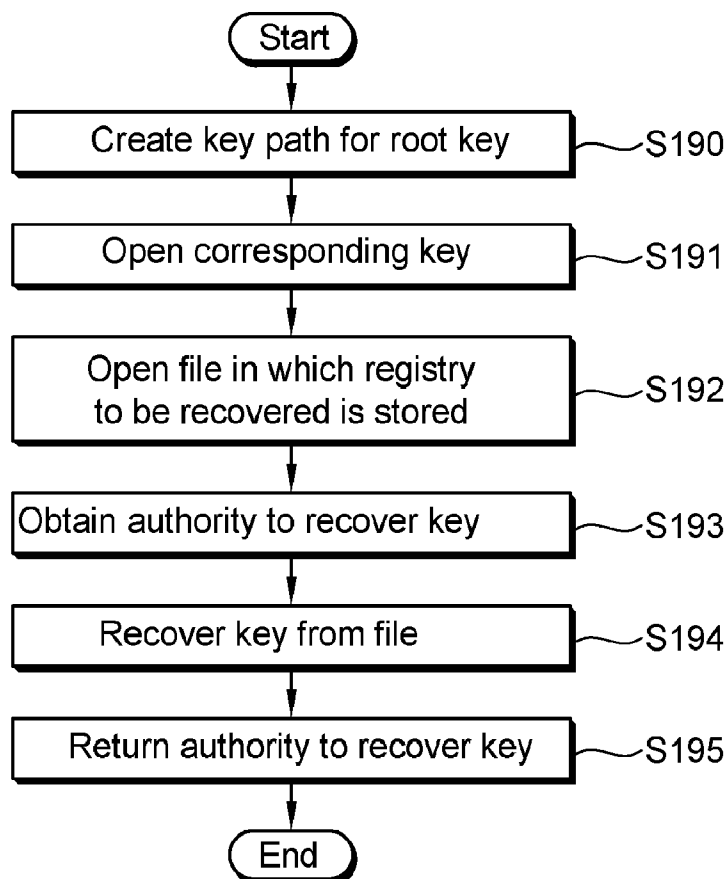 Start
Create key path for root key
S190
Open corresponding key
S191
Open file in which registry
to be recovered is stored
S192
Obtain authority to recover key
S193
Recover key from file
S194
Return authority to recover key
S195
End